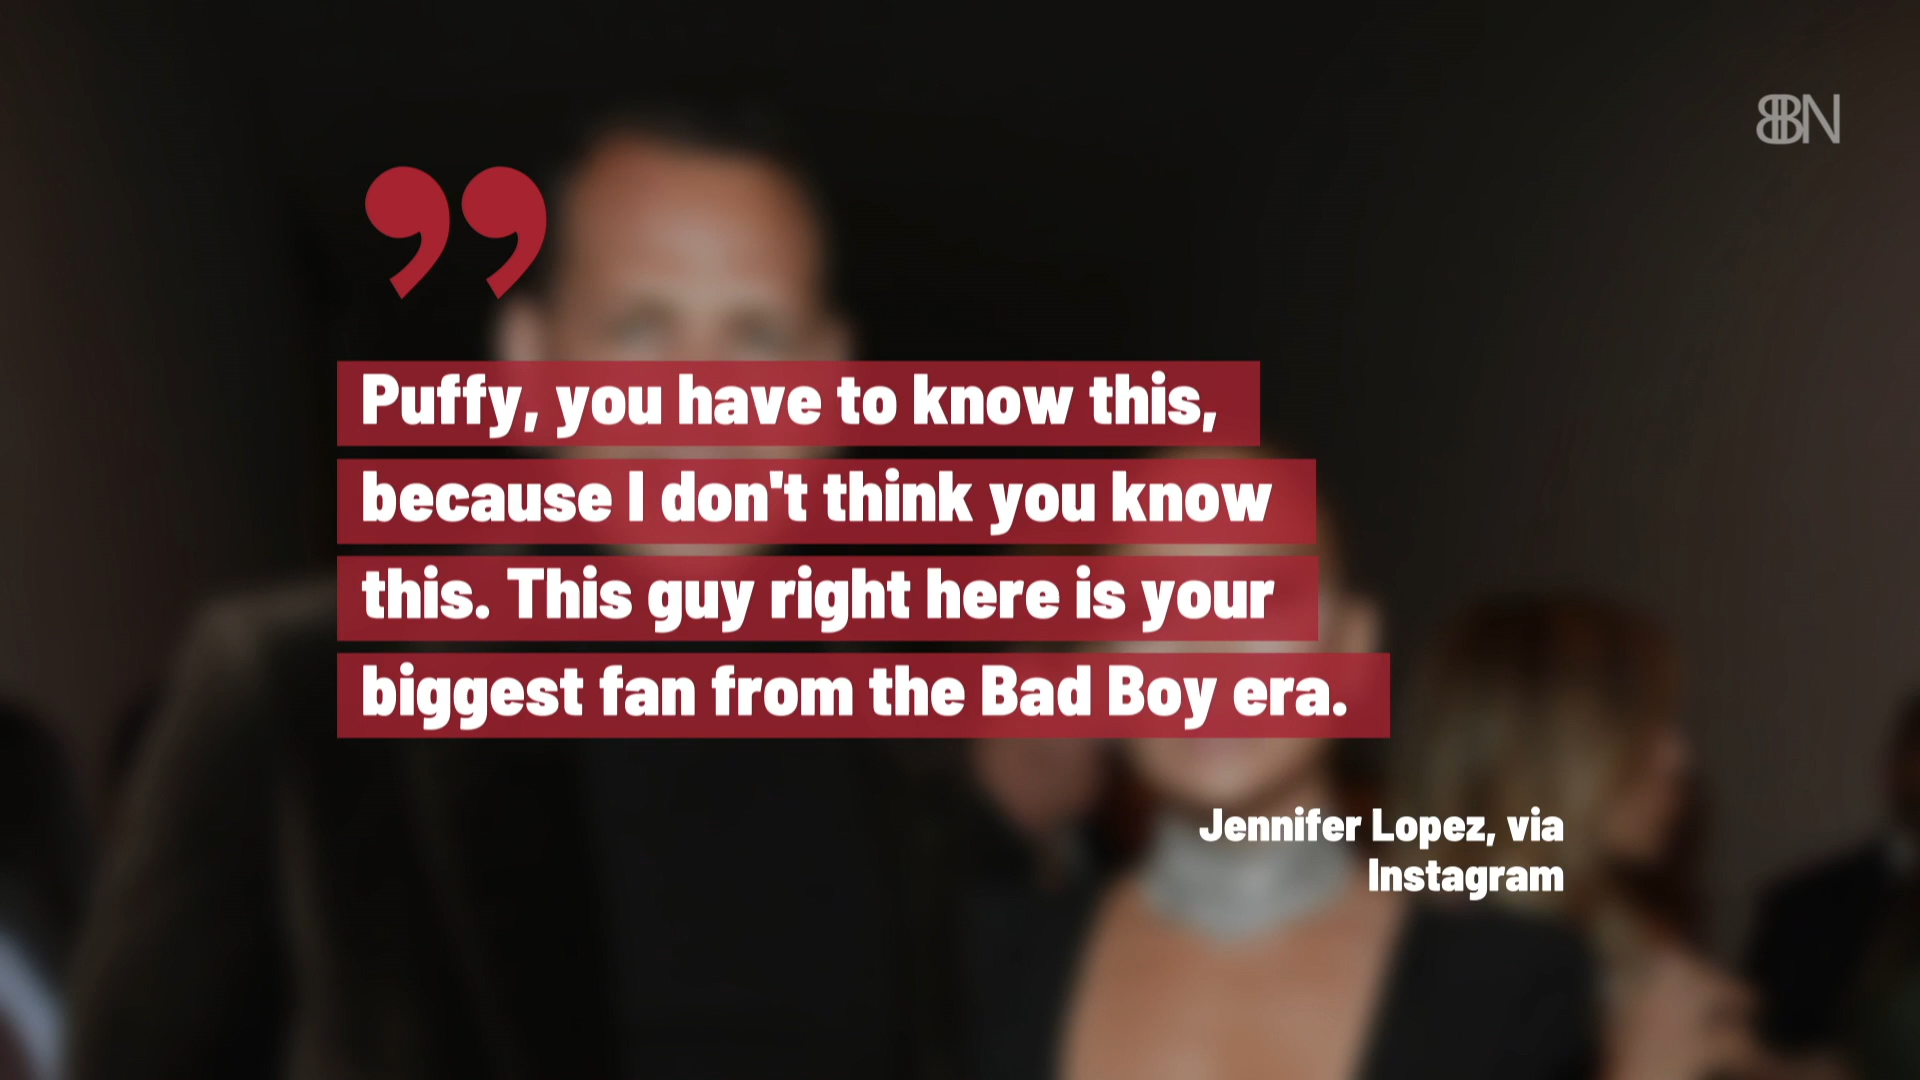 BBN
”
Puffy, you have to know this,
because I don't think you know
this. This guy right here is your
biggest fan from the Bad Boy era.
Jennifer Lopez, via
Instagram